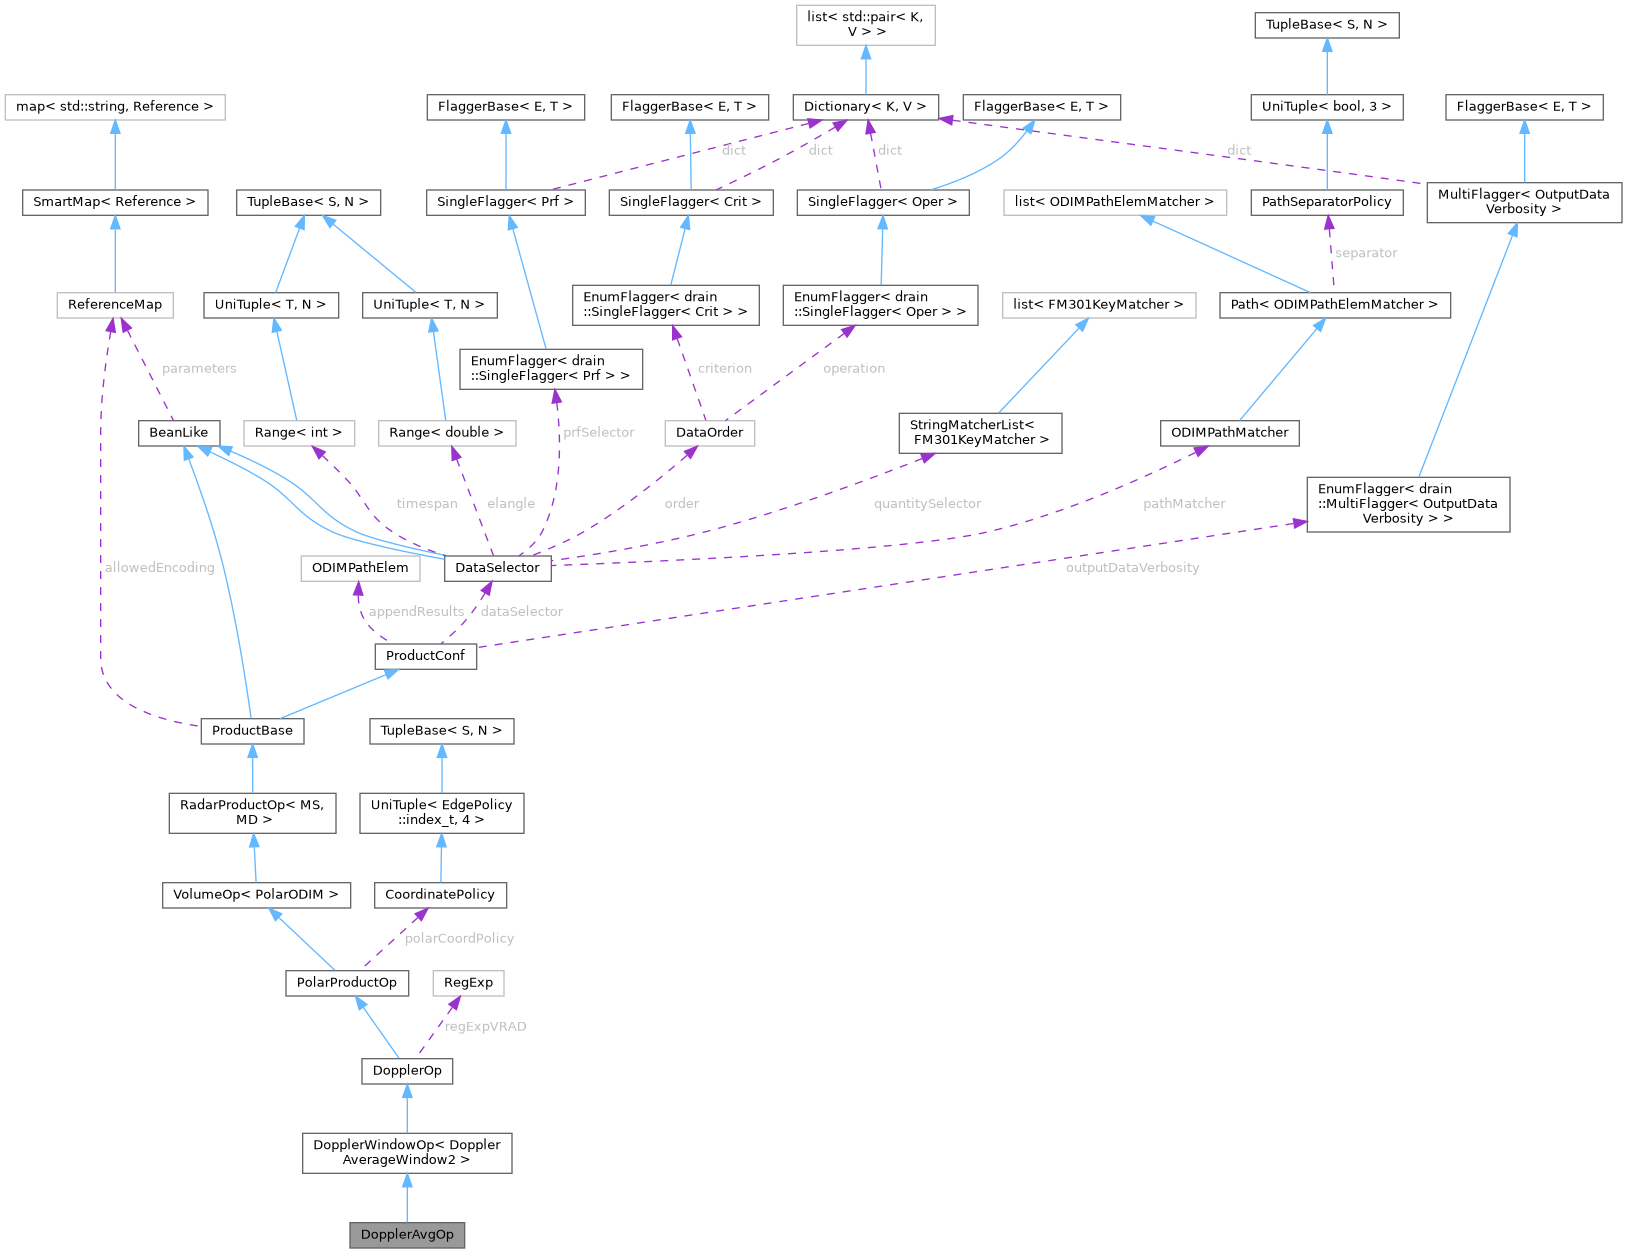 list< std::pair< K,
V > >
TupleBase< S, N >
map< std::string, Reference >
FlaggerBase< E, T >
FlaggerBase< E, T >
Dictionary< K, V >
FlaggerBase< E, T >
UniTuple< bool, 3 >
FlaggerBase< E, T >
dict
dict
dict
dict
SmartMap< Reference >
TupleBase< S, N >
SingleFlagger< Prf >
SingleFlagger< Crit >
SingleFlagger< Oper >
list< ODIMPathElemMatcher >
PathSeparatorPolicy
MultiFlagger< OutputData
Verbosity >
separator
ReferenceMap
UniTuple< T, N >
UniTuple< T, N >
EnumFlagger< drain
::SingleFlagger< Crit > >
EnumFlagger< drain
::SingleFlagger< Oper > >
list< FM301KeyMatcher >
Path< ODIMPathElemMatcher >
parameters
EnumFlagger< drain
::SingleFlagger< Prf > >
criterion
operation
BeanLike
Range< int >
Range< double >
prfSelector
DataOrder
StringMatcherList<
FM301KeyMatcher >
ODIMPathMatcher
timespan
elangle
order
quantitySelector
pathMatcher
EnumFlagger< drain
::MultiFlagger< OutputData
Verbosity > >
allowedEncoding
ODIMPathElem
DataSelector
outputDataVerbosity
appendResults
dataSelector
ProductConf
ProductBase
TupleBase< S, N >
RadarProductOp< MS,
MD >
UniTuple< EdgePolicy
::index_t, 4 >
VolumeOp< PolarODIM >
CoordinatePolicy
polarCoordPolicy
PolarProductOp
RegExp
regExpVRAD
DopplerOp
DopplerWindowOp< Doppler
AverageWindow2 >
DopplerAvgOp